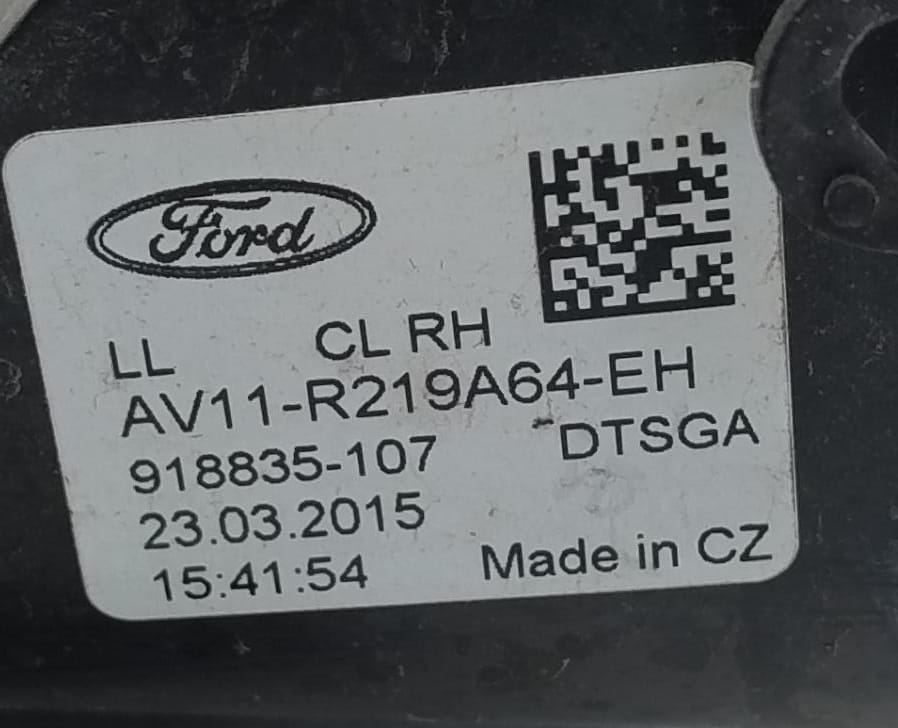 Ford
LL CL RH
AV11-R219A64-EH
918835-107 DTSGA
23.03.2015
15:41:54 Made in CZ